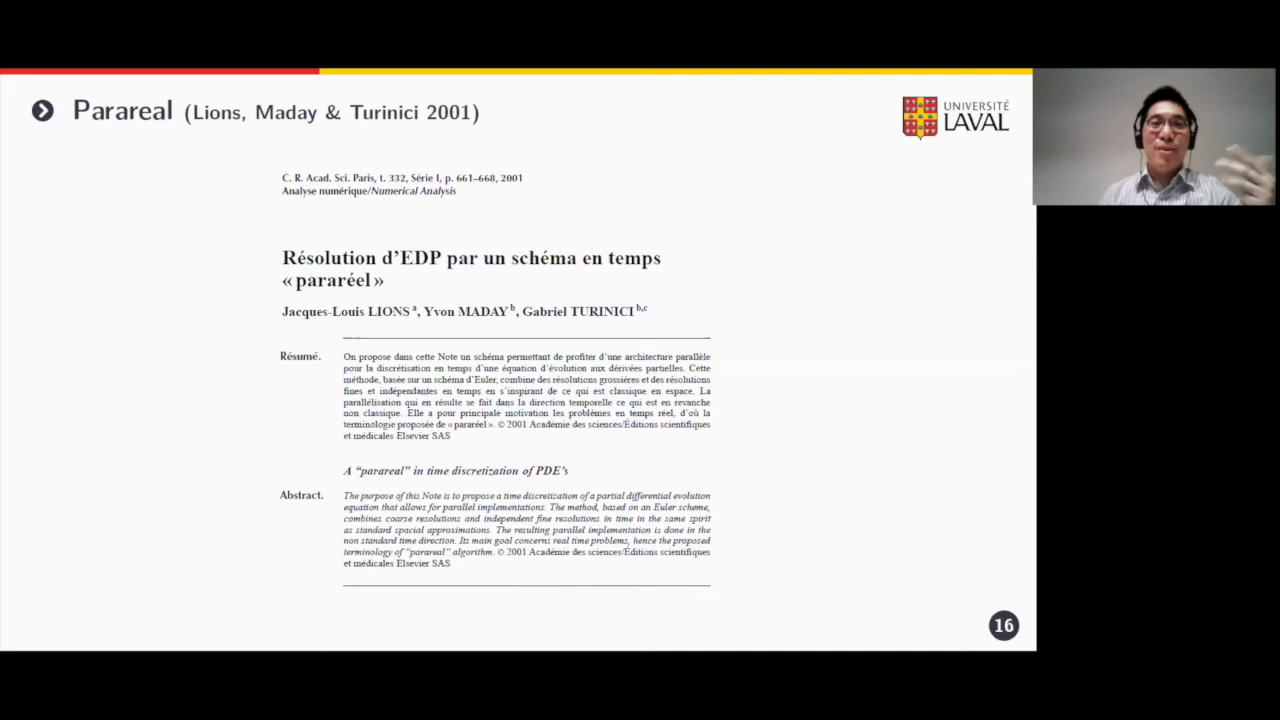 Parareal (Lions, Maday & Turinici 2001)
UNIVERSITÉ
LAVAL
C. R. Acad. Sci. Paris, t. 332, Série I, p. 661–668, 2001
Analyse numérique/Numerical Analysis
Résolution d'EDP par un schéma en temps
« pararéel »
Jacques-Louis LIONS a, Yvon MADAY b, Gabriel TURINICI b,c
Résumé. On propose dans cette Note un schéma permettant de profiter d'une architecture parallèle
pour la discrétisation en temps d'une équation d'évolution aux dérivées partielles. Cette
méthode, basée sur un schéma d'Euler, combine des résolutions grossières et des résolutions
fines et indépendantes en temps en s'inspirant de ce qui est classique en espace. La
parallélisation qui en résulte se fait dans la direction temporelle ce qui est en revanche
non classique. Elle a pour principale motivation les problèmes en temps réel, d'où la
terminologie proposée de « pararéel ». © 2001 Académie des sciences/Éditions scientifiques
et médicales Elsevier SAS
A “parareal” in time discretization of PDE's
Abstract. The purpose of this Note is to propose a time discretization of a partial differential evolution
equation that allows for parallel implementations. The method, based on an Euler scheme,
combines coarse resolutions and independent fine resolutions in time in the same spirit
as standard spacial approximations. The resulting parallel implementation is done in the
non standard time direction. Its main goal concerns real time problems, hence the proposed
terminology of “parareal” algorithm. © 2001 Académie des sciences/Éditions scientifiques
et médicales Elsevier SAS
16